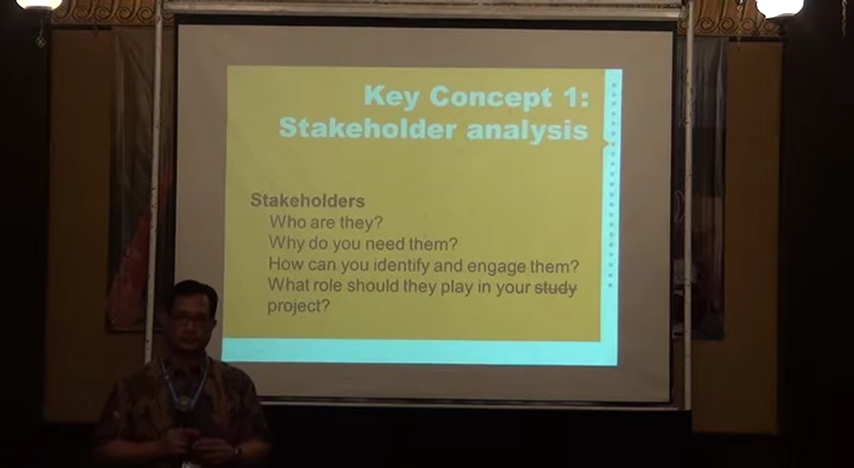 Key Concept 1:
Stakeholder analysis
Stakeholders
Who are they?
Why do you need them?
How can you identify and engage them?
What role should they play in your study
project?